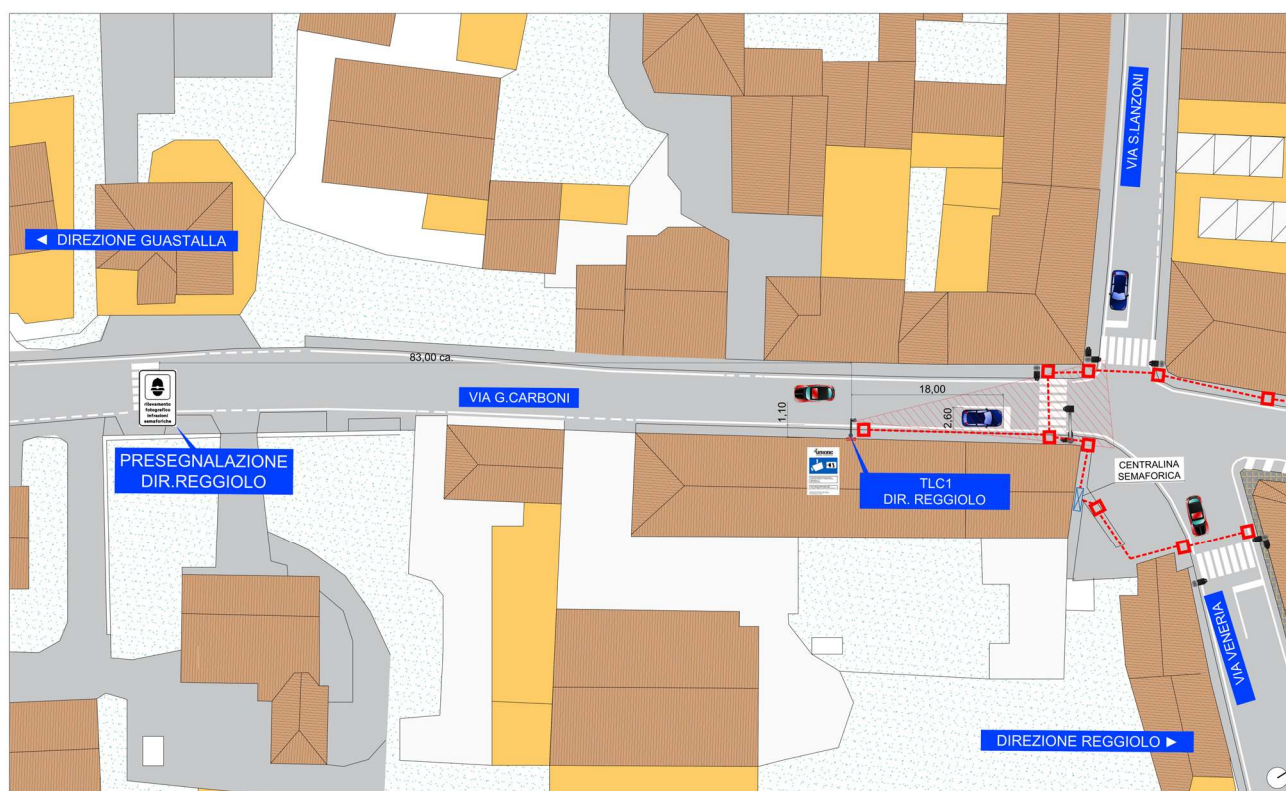 VIA S.LANZONI
◄ DIREZIONE GUASTALLA
83,00 ca.
18,00
VIA G.CARBONI
1,10
2,60
rilevamento
fotografico
infrazioni
semaforiche
PRESEGNALAZIONE
DIR.REGGIOLO
TLC1
DIR. REGGIOLO
CENTRALINA
SEMAFORICA
VIA VENERIA
DIREZIONE REGGIOLO ►